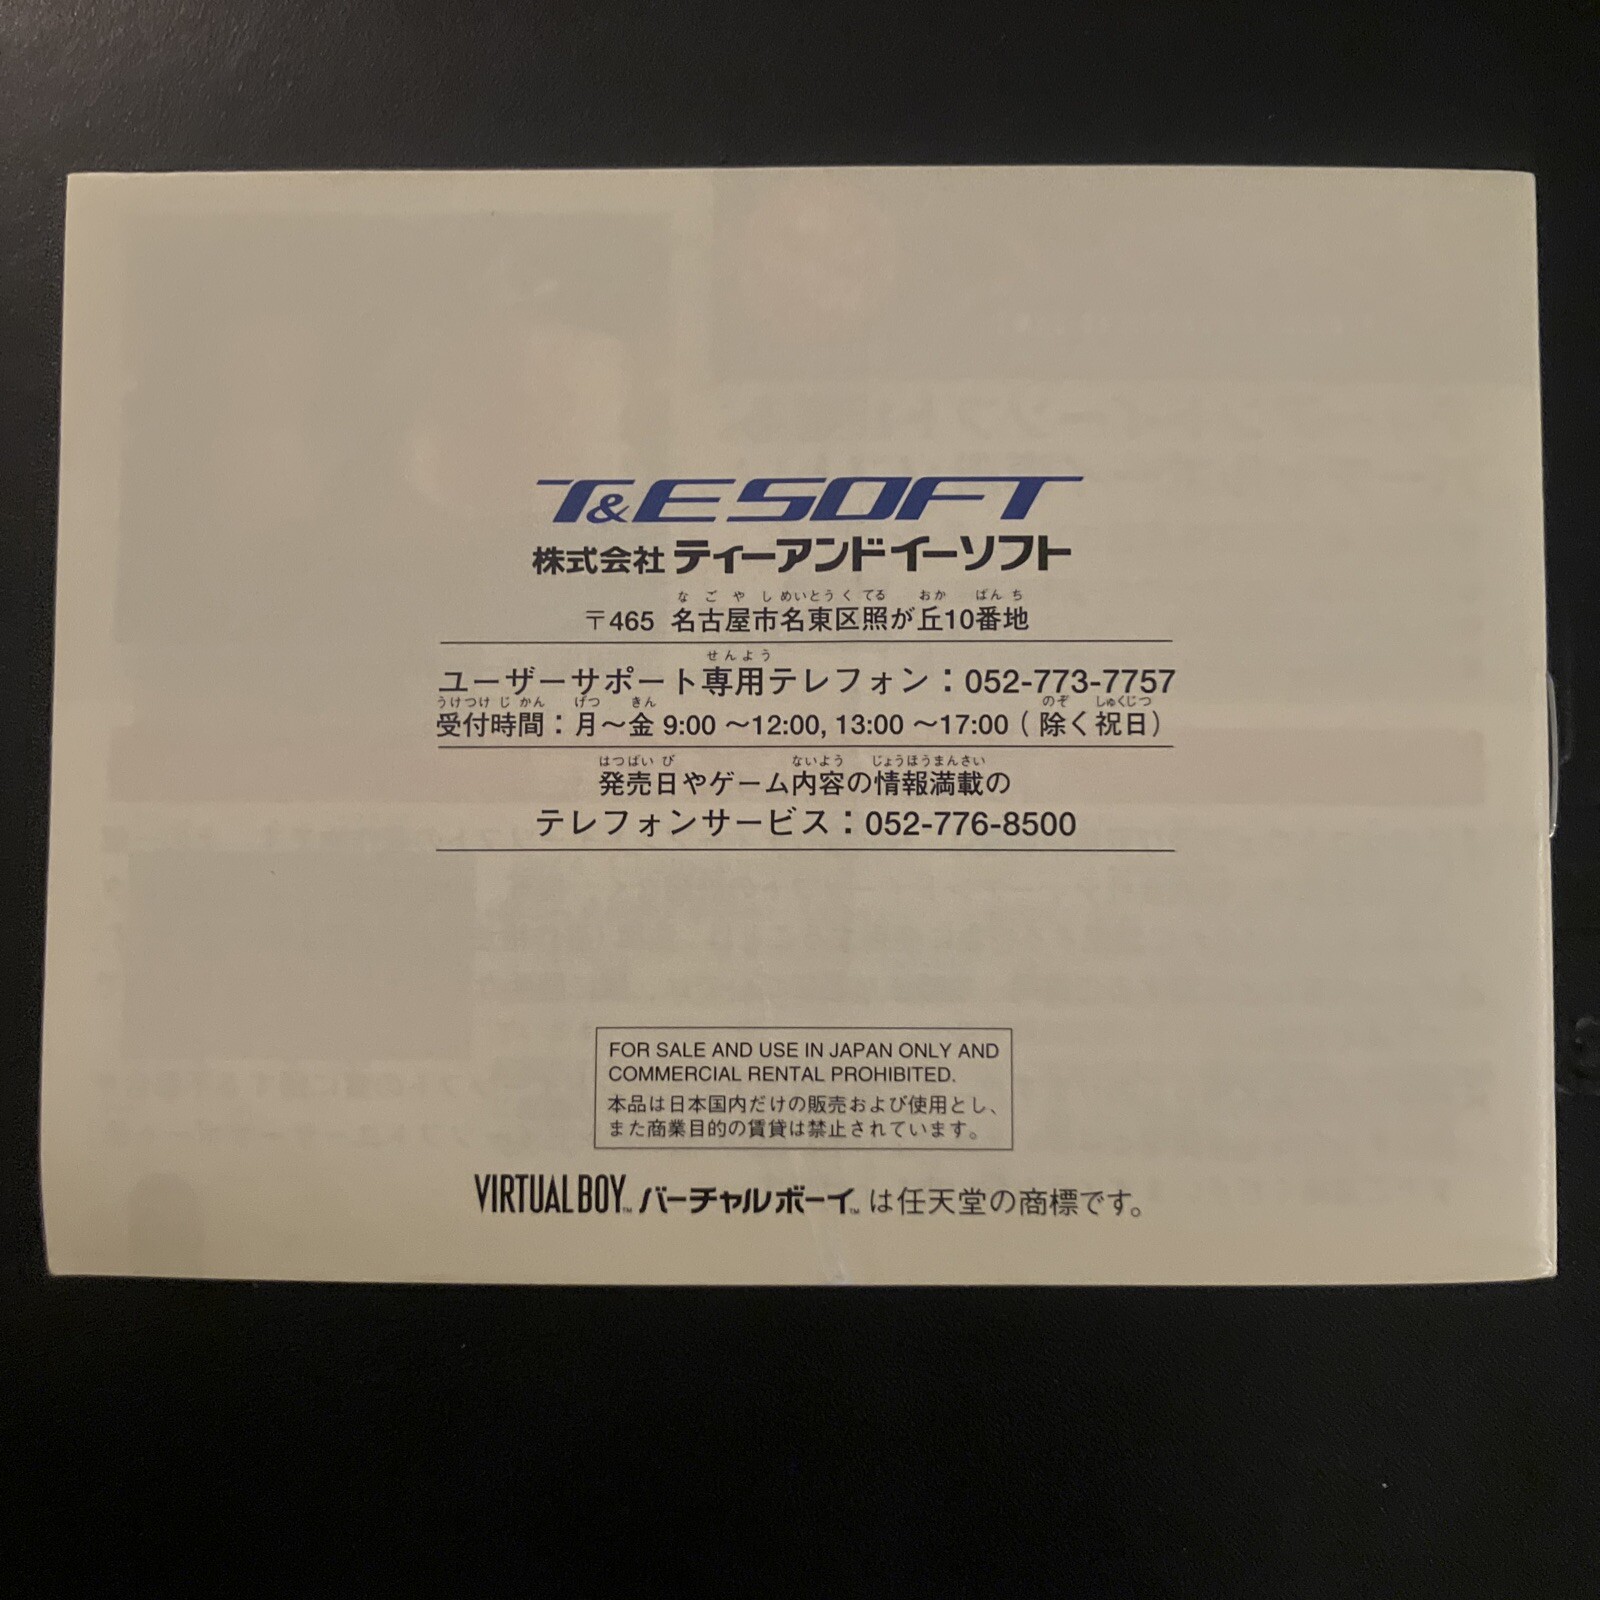 T&E SOFT
株式会社 ティーアンドイーソフト
なごやしめいとうくてる おか ばんち
〒465 名古屋市名東区照が丘10番地
せんよう
ユーザーサポート専用テレフォン：052-773-7757
うけつけじかん げつ きん のぞ しゅくじつ
受付時間：月〜金 9:00 〜12:00, 13:00 〜17:00（除く祝日）
はつばいび ないよう じょうほうまんさい
発売日やゲーム内容の情報満載の
テレフォンサービス：052-776-8500
FOR SALE AND USE IN JAPAN ONLY AND
COMMERCIAL RENTAL PROHIBITED.
本品は日本国内だけの販売および使用とし、
また商業目的の賃貸は禁止されています。
VIRTUAL BOY™ バーチャルボーイ™ は任天堂の商標です。